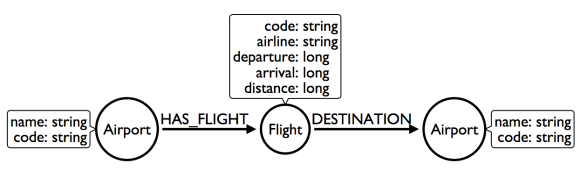 code: string
airline: string
departure: long
arrival: long
distance: long
name: string
code: string
Airport
HAS_FLIGHT
Flight
DESTINATION
Airport
name: string
code: string